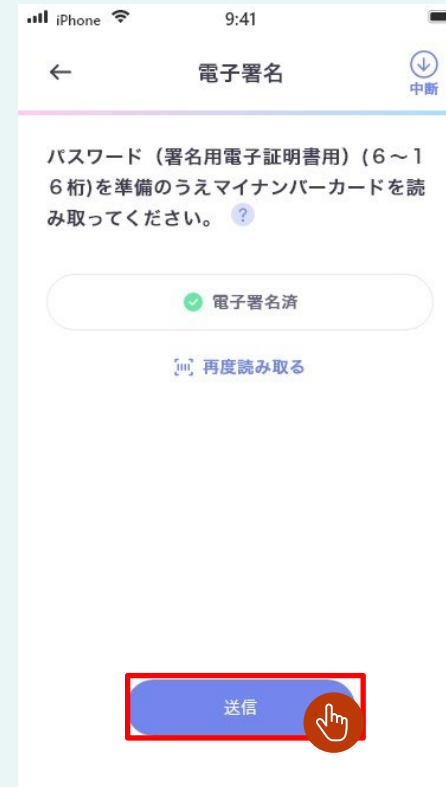 iPhone 9:41
電子署名
中断
パスワード（署名用電子証明書用）(６～１
６桁)を準備のうえマイナンバーカードを読
み取ってください。 ?
電子署名済
再度読み取る
送信